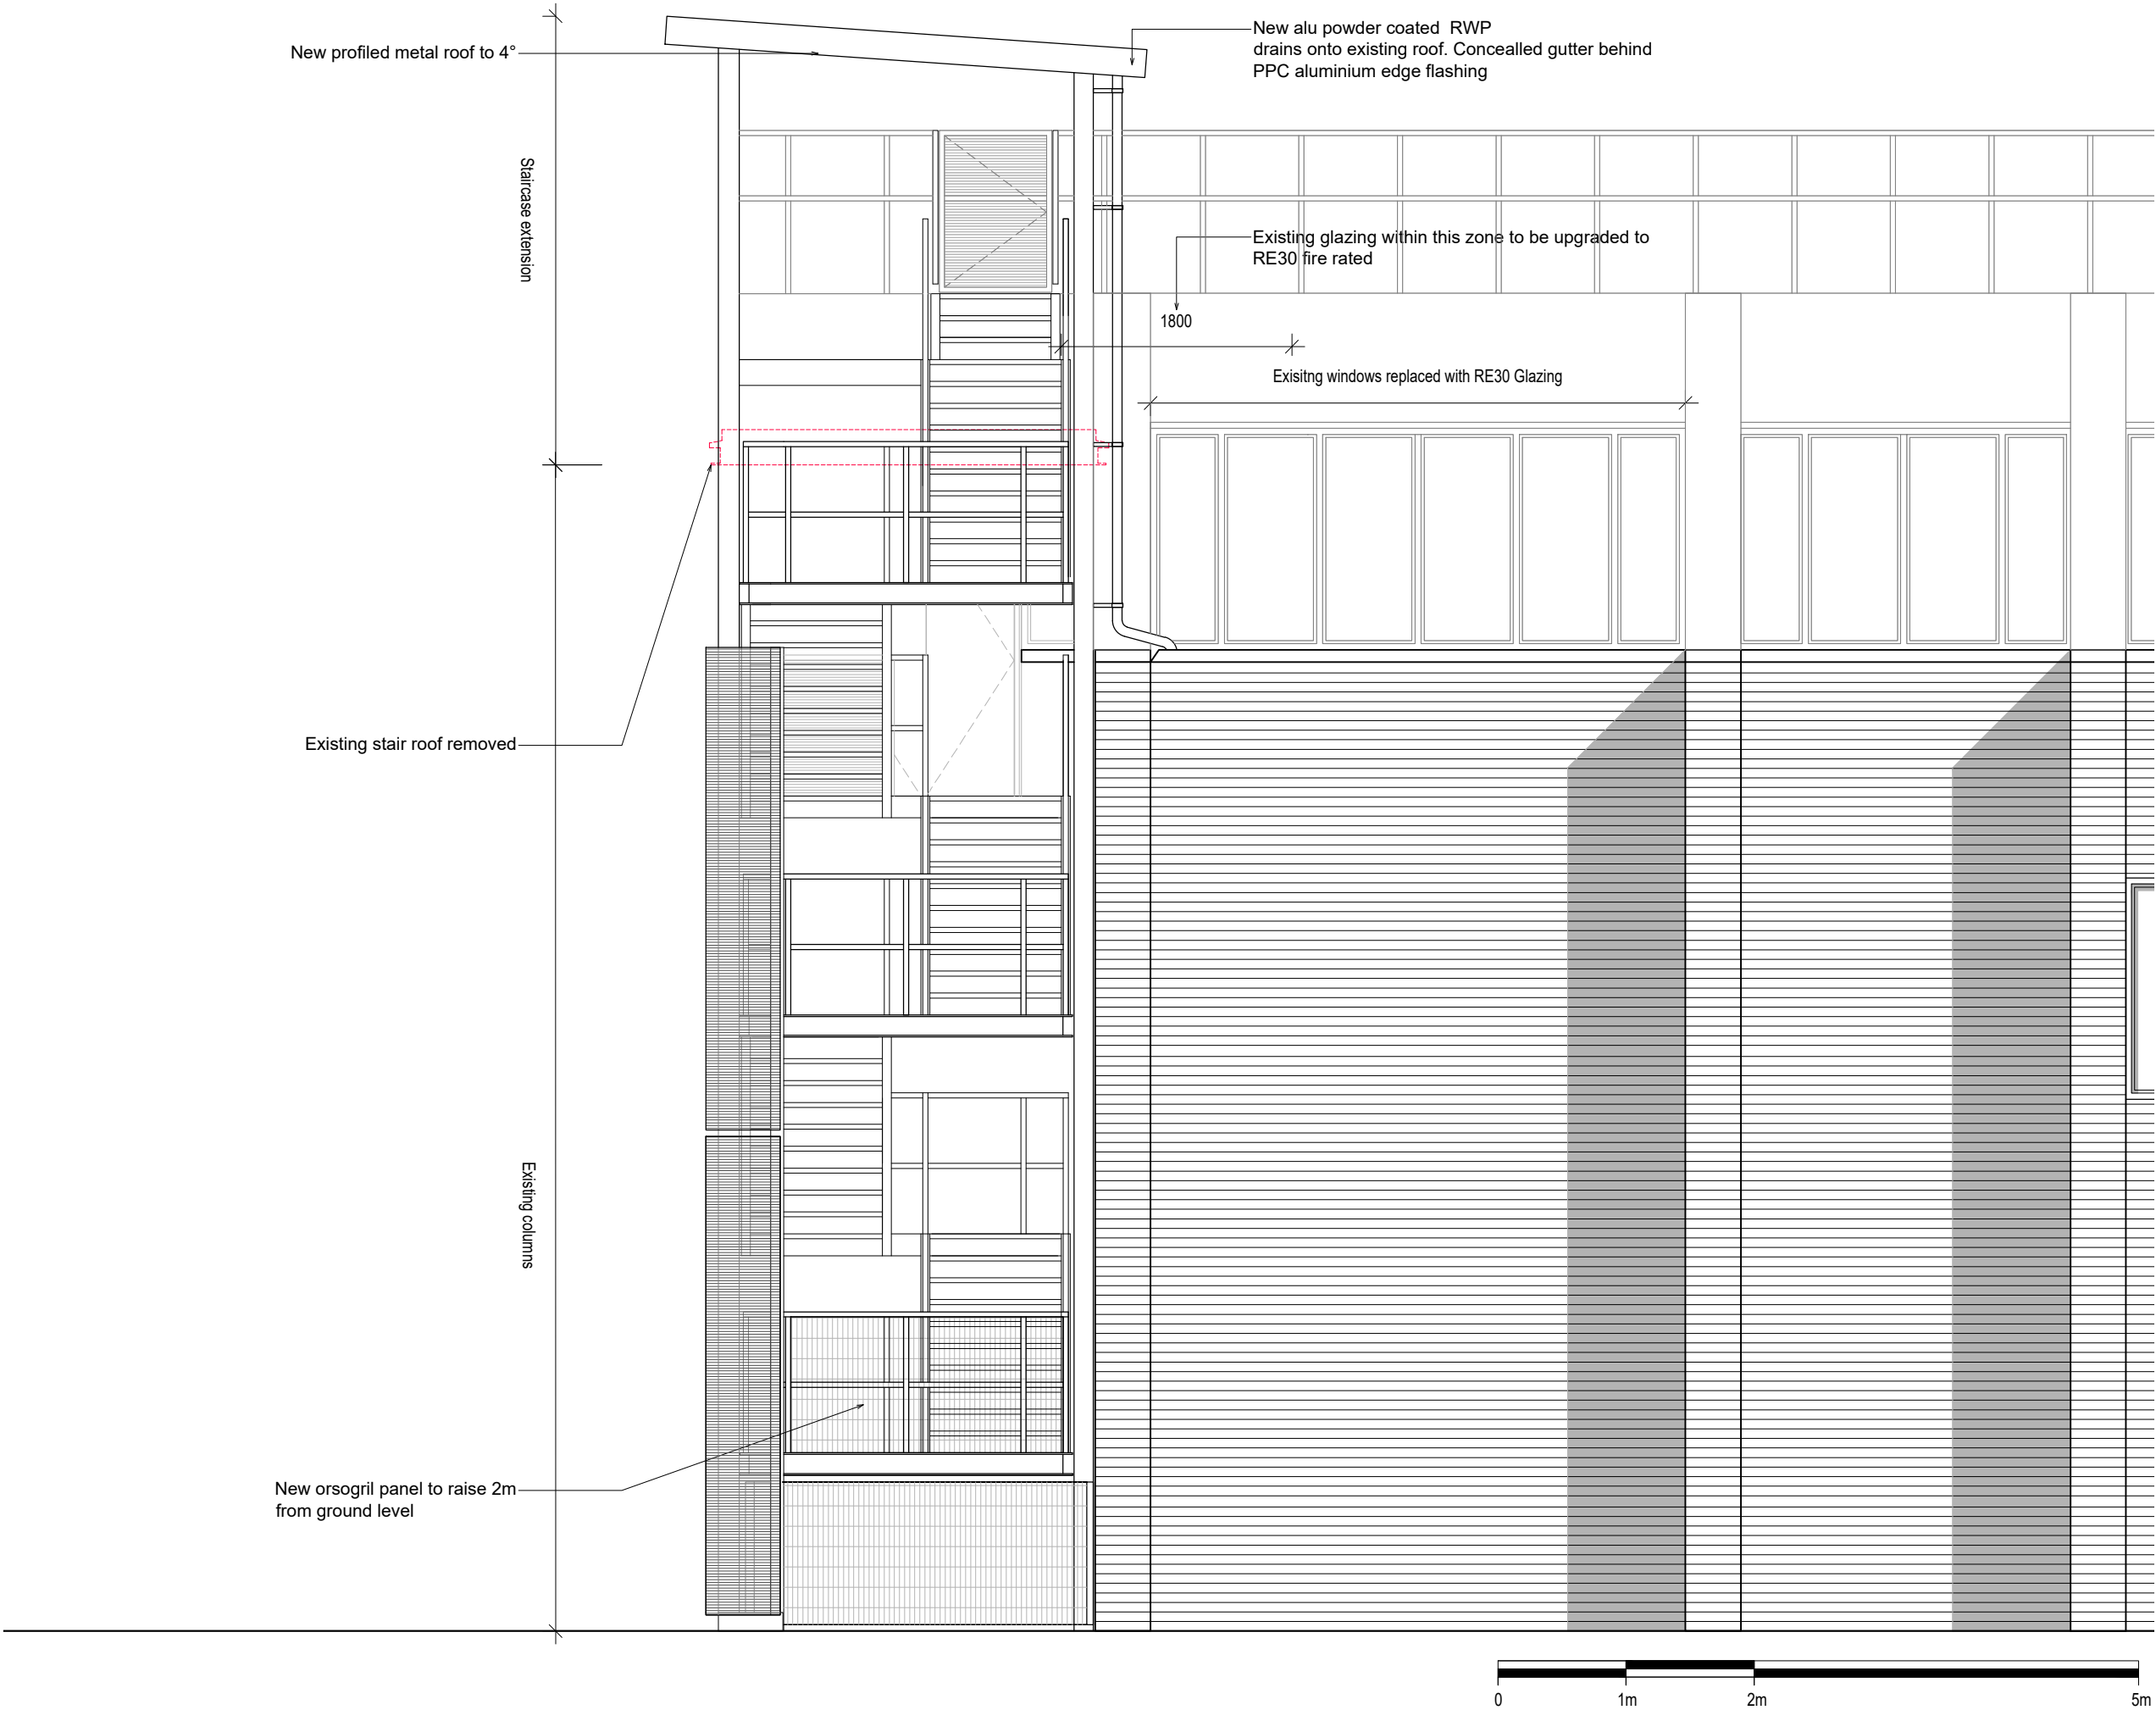 New alu powder coated  RWP
drains onto existing roof. Concealled gutter behind
PPC aluminium edge flashing
New profiled metal roof to 4°
Staircase extension
Existing glazing within this zone to be upgraded to
RE30 fire rated
1800
Exisitng windows replaced with RE30 Glazing
Existing stair roof removed
Existing columns
New orsogril panel to raise 2m
from ground level
0 1m 2m 5m